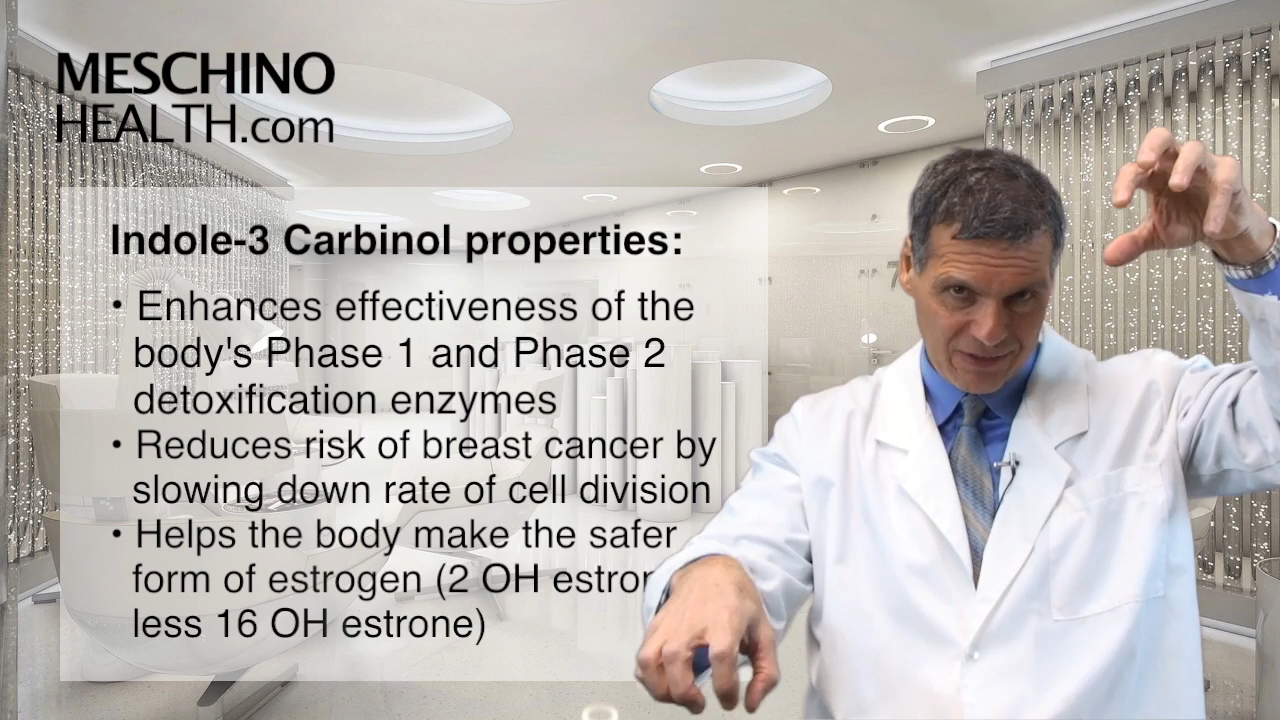 MESCHINO
HEALTH.com
Indole-3 Carbinol properties:
• Enhances effectiveness of the
body's Phase 1 and Phase 2
detoxification enzymes
• Reduces risk of breast cancer by
slowing down rate of cell division
• Helps the body make the safer
form of estrogen (2 OH
less 16 OH estrone)